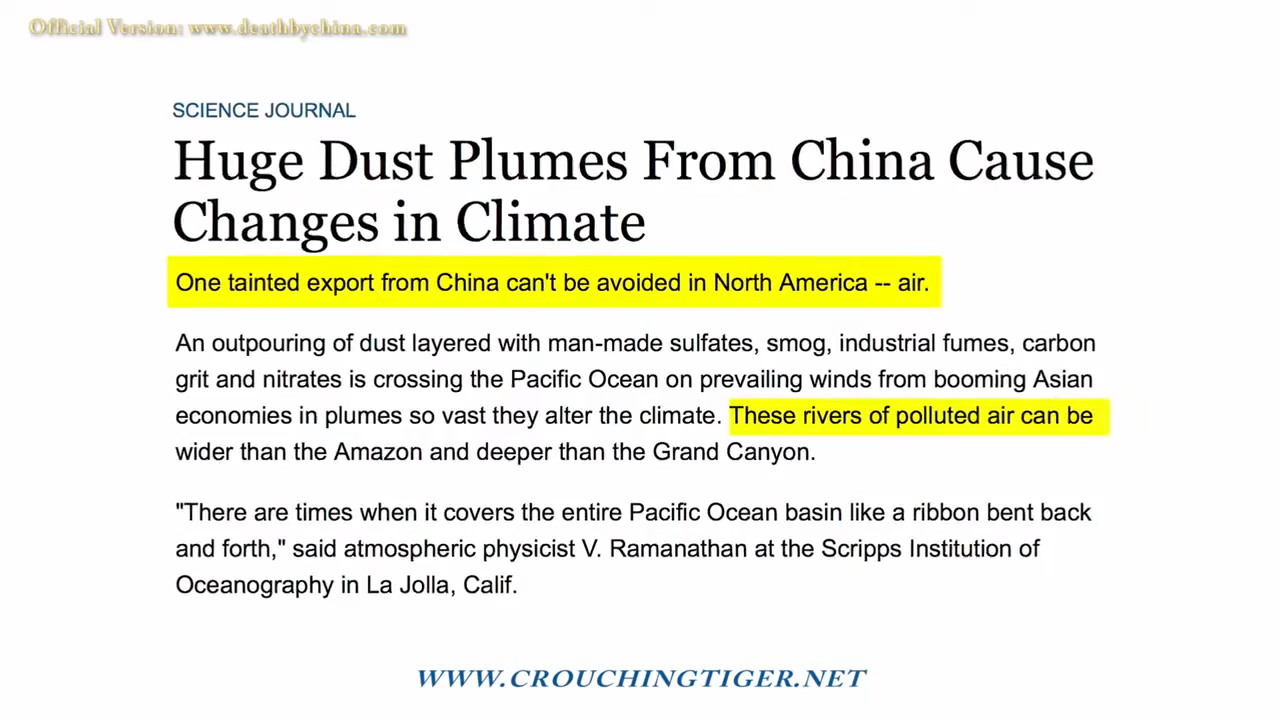 Official Version: www.deathbychina.com
SCIENCE JOURNAL
Huge Dust Plumes From China Cause
Changes in Climate
One tainted export from China can't be avoided in North America -- air.
An outpouring of dust layered with man-made sulfates, smog, industrial fumes, carbon
grit and nitrates is crossing the Pacific Ocean on prevailing winds from booming Asian
economies in plumes so vast they alter the climate. These rivers of polluted air can be
wider than the Amazon and deeper than the Grand Canyon.
"There are times when it covers the entire Pacific Ocean basin like a ribbon bent back
and forth," said atmospheric physicist V. Ramanathan at the Scripps Institution of
Oceanography in La Jolla, Calif.
WWW.CROUCHINGTIGER.NET